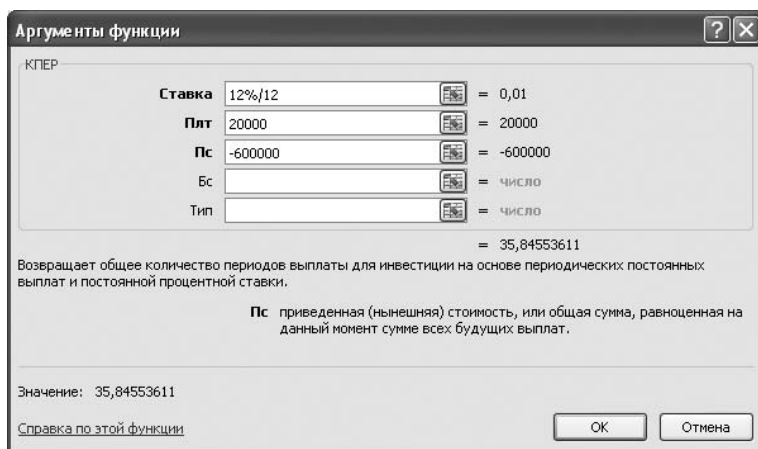 Аргументы функции
КПЕР
Ставка 12%/12 = 0,01
Плт 20000 = 20000
Пс -600000 = -600000
Бс = число
Тип = число
= 35,84553611
Возвращает общее количество периодов выплаты для инвестиции на основе периодических постоянных
выплат и постоянной процентной ставки.
Пс приведенная (нынешняя) стоимость, или общая сумма, равноценная на
данный момент сумме всех будущих выплат.
Значение: 35,84553611
Справка по этой функции
ОК
Отмена